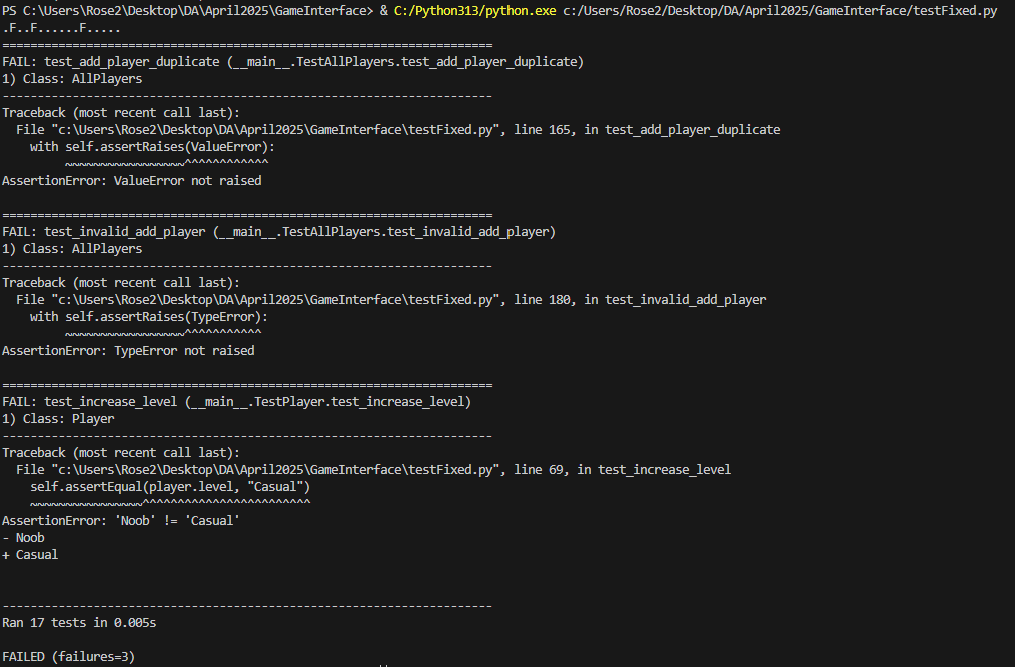 PS C:\Users\Rose2\Desktop\DA\April2025\GameInterface> & C:/Python313/python.exe c:/Users/Rose2/Desktop/DA/April2025/GameInterface/testFixed.py
.F..F......F.....
======================================================================
FAIL: test_add_player_duplicate (__main__.TestAllPlayers.test_add_player_duplicate)
1) Class: AllPlayers
----------------------------------------------------------------------
Traceback (most recent call last):
  File "c:\Users\Rose2\Desktop\DA\April2025\GameInterface\testFixed.py", line 165, in test_add_player_duplicate
    with self.assertRaises(ValueError):
         ~~~~~~~~~~~~~~~~~^^^^^^^^^^^^
AssertionError: ValueError not raised

======================================================================
FAIL: test_invalid_add_player (__main__.TestAllPlayers.test_invalid_add_player)
1) Class: AllPlayers
----------------------------------------------------------------------
Traceback (most recent call last):
  File "c:\Users\Rose2\Desktop\DA\April2025\GameInterface\testFixed.py", line 180, in test_invalid_add_player
    with self.assertRaises(TypeError):
         ~~~~~~~~~~~~~~~~~^^^^^^^^^^^
AssertionError: TypeError not raised

======================================================================
FAIL: test_increase_level (__main__.TestPlayer.test_increase_level)
1) Class: Player
----------------------------------------------------------------------
Traceback (most recent call last):
  File "c:\Users\Rose2\Desktop\DA\April2025\GameInterface\testFixed.py", line 69, in test_increase_level
    self.assertEqual(player.level, "Casual")
    ~~~~~~~~~~~~~~~~^^^^^^^^^^^^^^^^^^^^^^^^
AssertionError: 'Noob' != 'Casual'
- Noob
+ Casual


----------------------------------------------------------------------
Ran 17 tests in 0.005s

FAILED (failures=3)